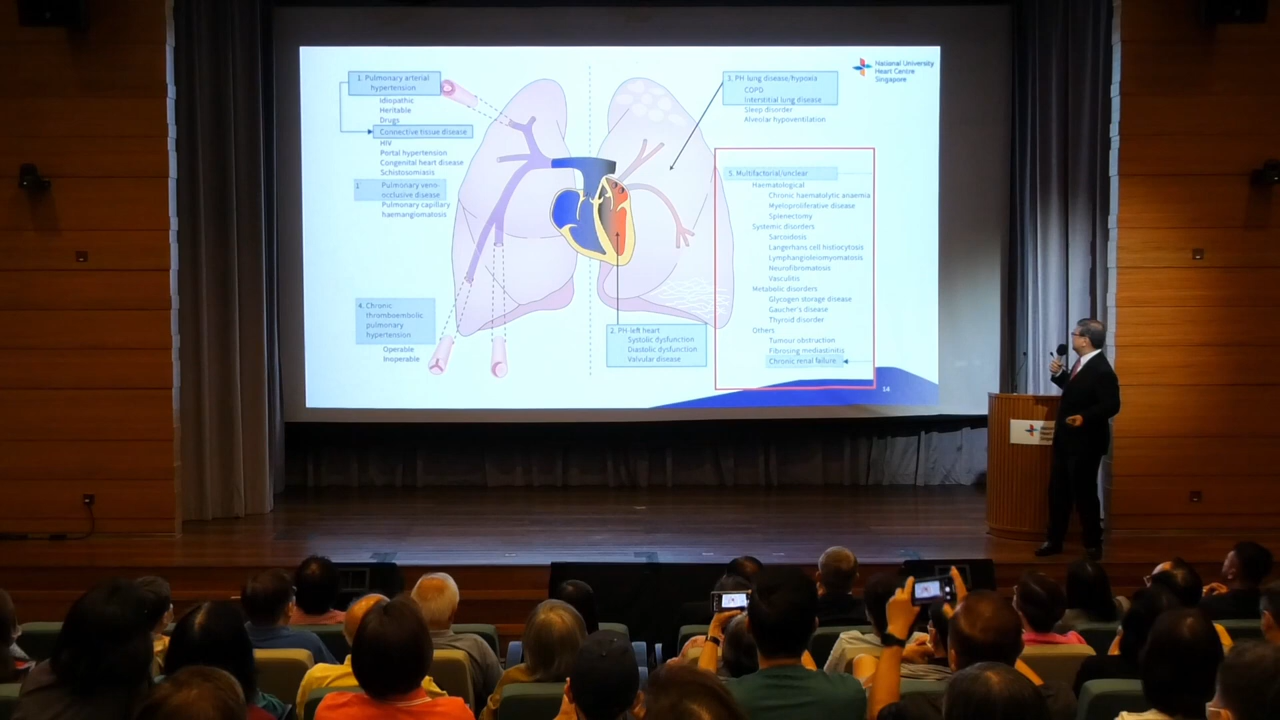 1. Pulmonary arterial
hypertension
Idiopathic
Heritable
Drugs
Connective tissue disease
HIV
Portal hypertension
Congenital heart disease
Schistosomiasis
1'
Pulmonary veno-
occlusive disease
Pulmonary capillary
haemangiomatosis
4. Chronic
thromboembolic
pulmonary
hypertension
Operable
Inoperable
2. PH-left heart
Systolic dysfunction
Diastolic dysfunction
Valvular disease
3. PH-lung disease/hypoxia
COPD
Interstitial lung disease
Sleep disorder
Alveolar hypoventilation
National University
Heart Centre
Singapore
5. Multifactorial/unclear
Haematological
Chronic haematolytic anaemia
Myeloproliferative disease
Splenectomy
Systemic disorders
Sarcoidosis
Langerhans cell histiocytosis
Lymphangioleiomyomatosis
Neurofibromatosis
Vasculitis
Metabolic disorders
Glycogen storage disease
Gaucher's disease
Thyroid disorder
Others
Tumour obstruction
Fibrosing mediastinitis
Chronic renal failure
14